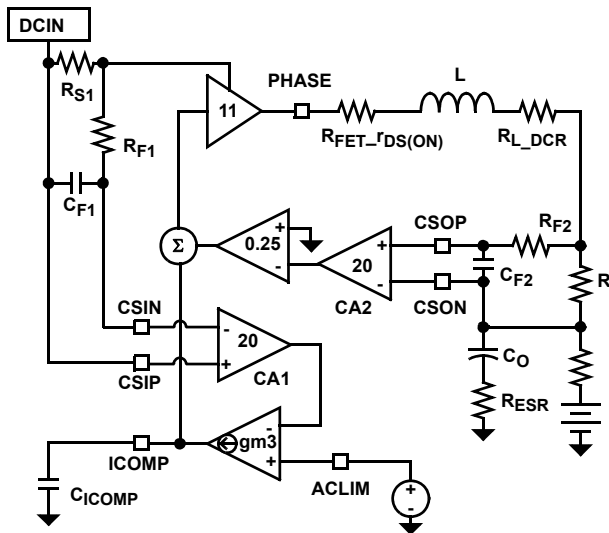 DCIN
RS1
RF1
CF1
11
PHASE
RFET_rDS(ON)
L
RL_DCR
Σ
0.25
+
-
20
+
-
CA2
CSOP
CSON
RF2
CF2
R
CSIN
CSIP
-
+
20
CA1
CO
RESR
ICOMP
gm3
-
+
ACLIM
CICOMP
+
-